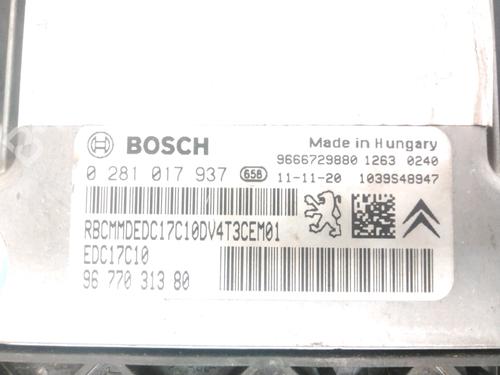 BOSCH
Made in Hungary
9666729880 1263 0240
0 281 017 937 658 11-11-20 1039S48947
RBCMMDEDC17C10DV4T3CEM01
EDC17C10
96 770 313 80